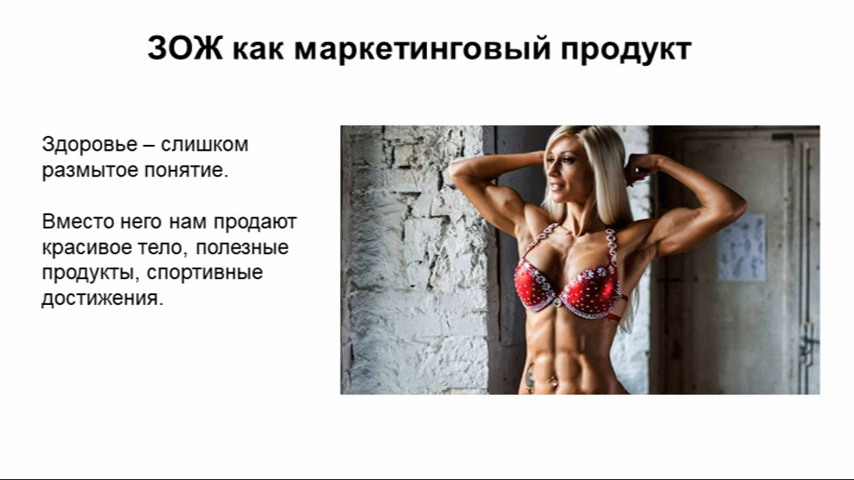 ЗОЖ как маркетинговый продукт
Здоровье – слишком
размытое понятие.
Вместо него нам продают
красивое тело, полезные
продукты, спортивные
достижения.